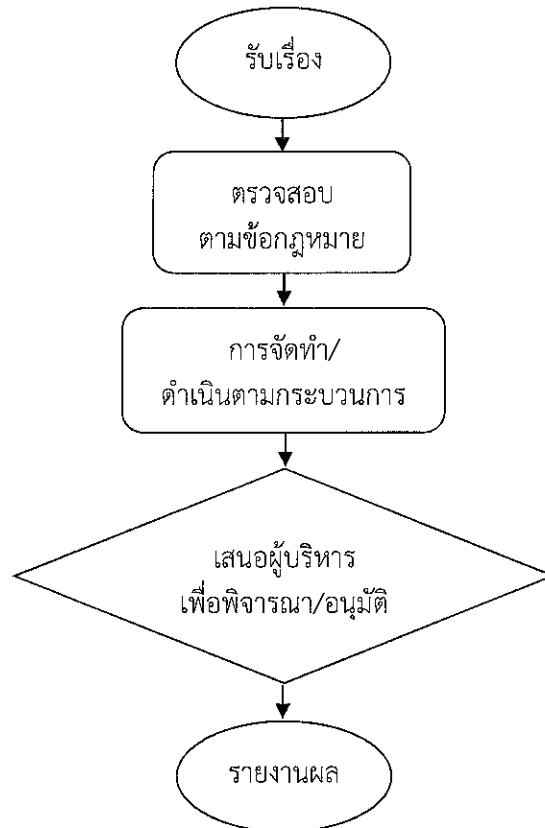 รับเรื่อง
ตรวจสอบ
ตามข้อกฎหมาย
การจัดทำ/
ดำเนินตามกระบวนการ
เสนอผู้บริหาร
เพื่อพิจารณา/อนุมัติ
รายงานผล